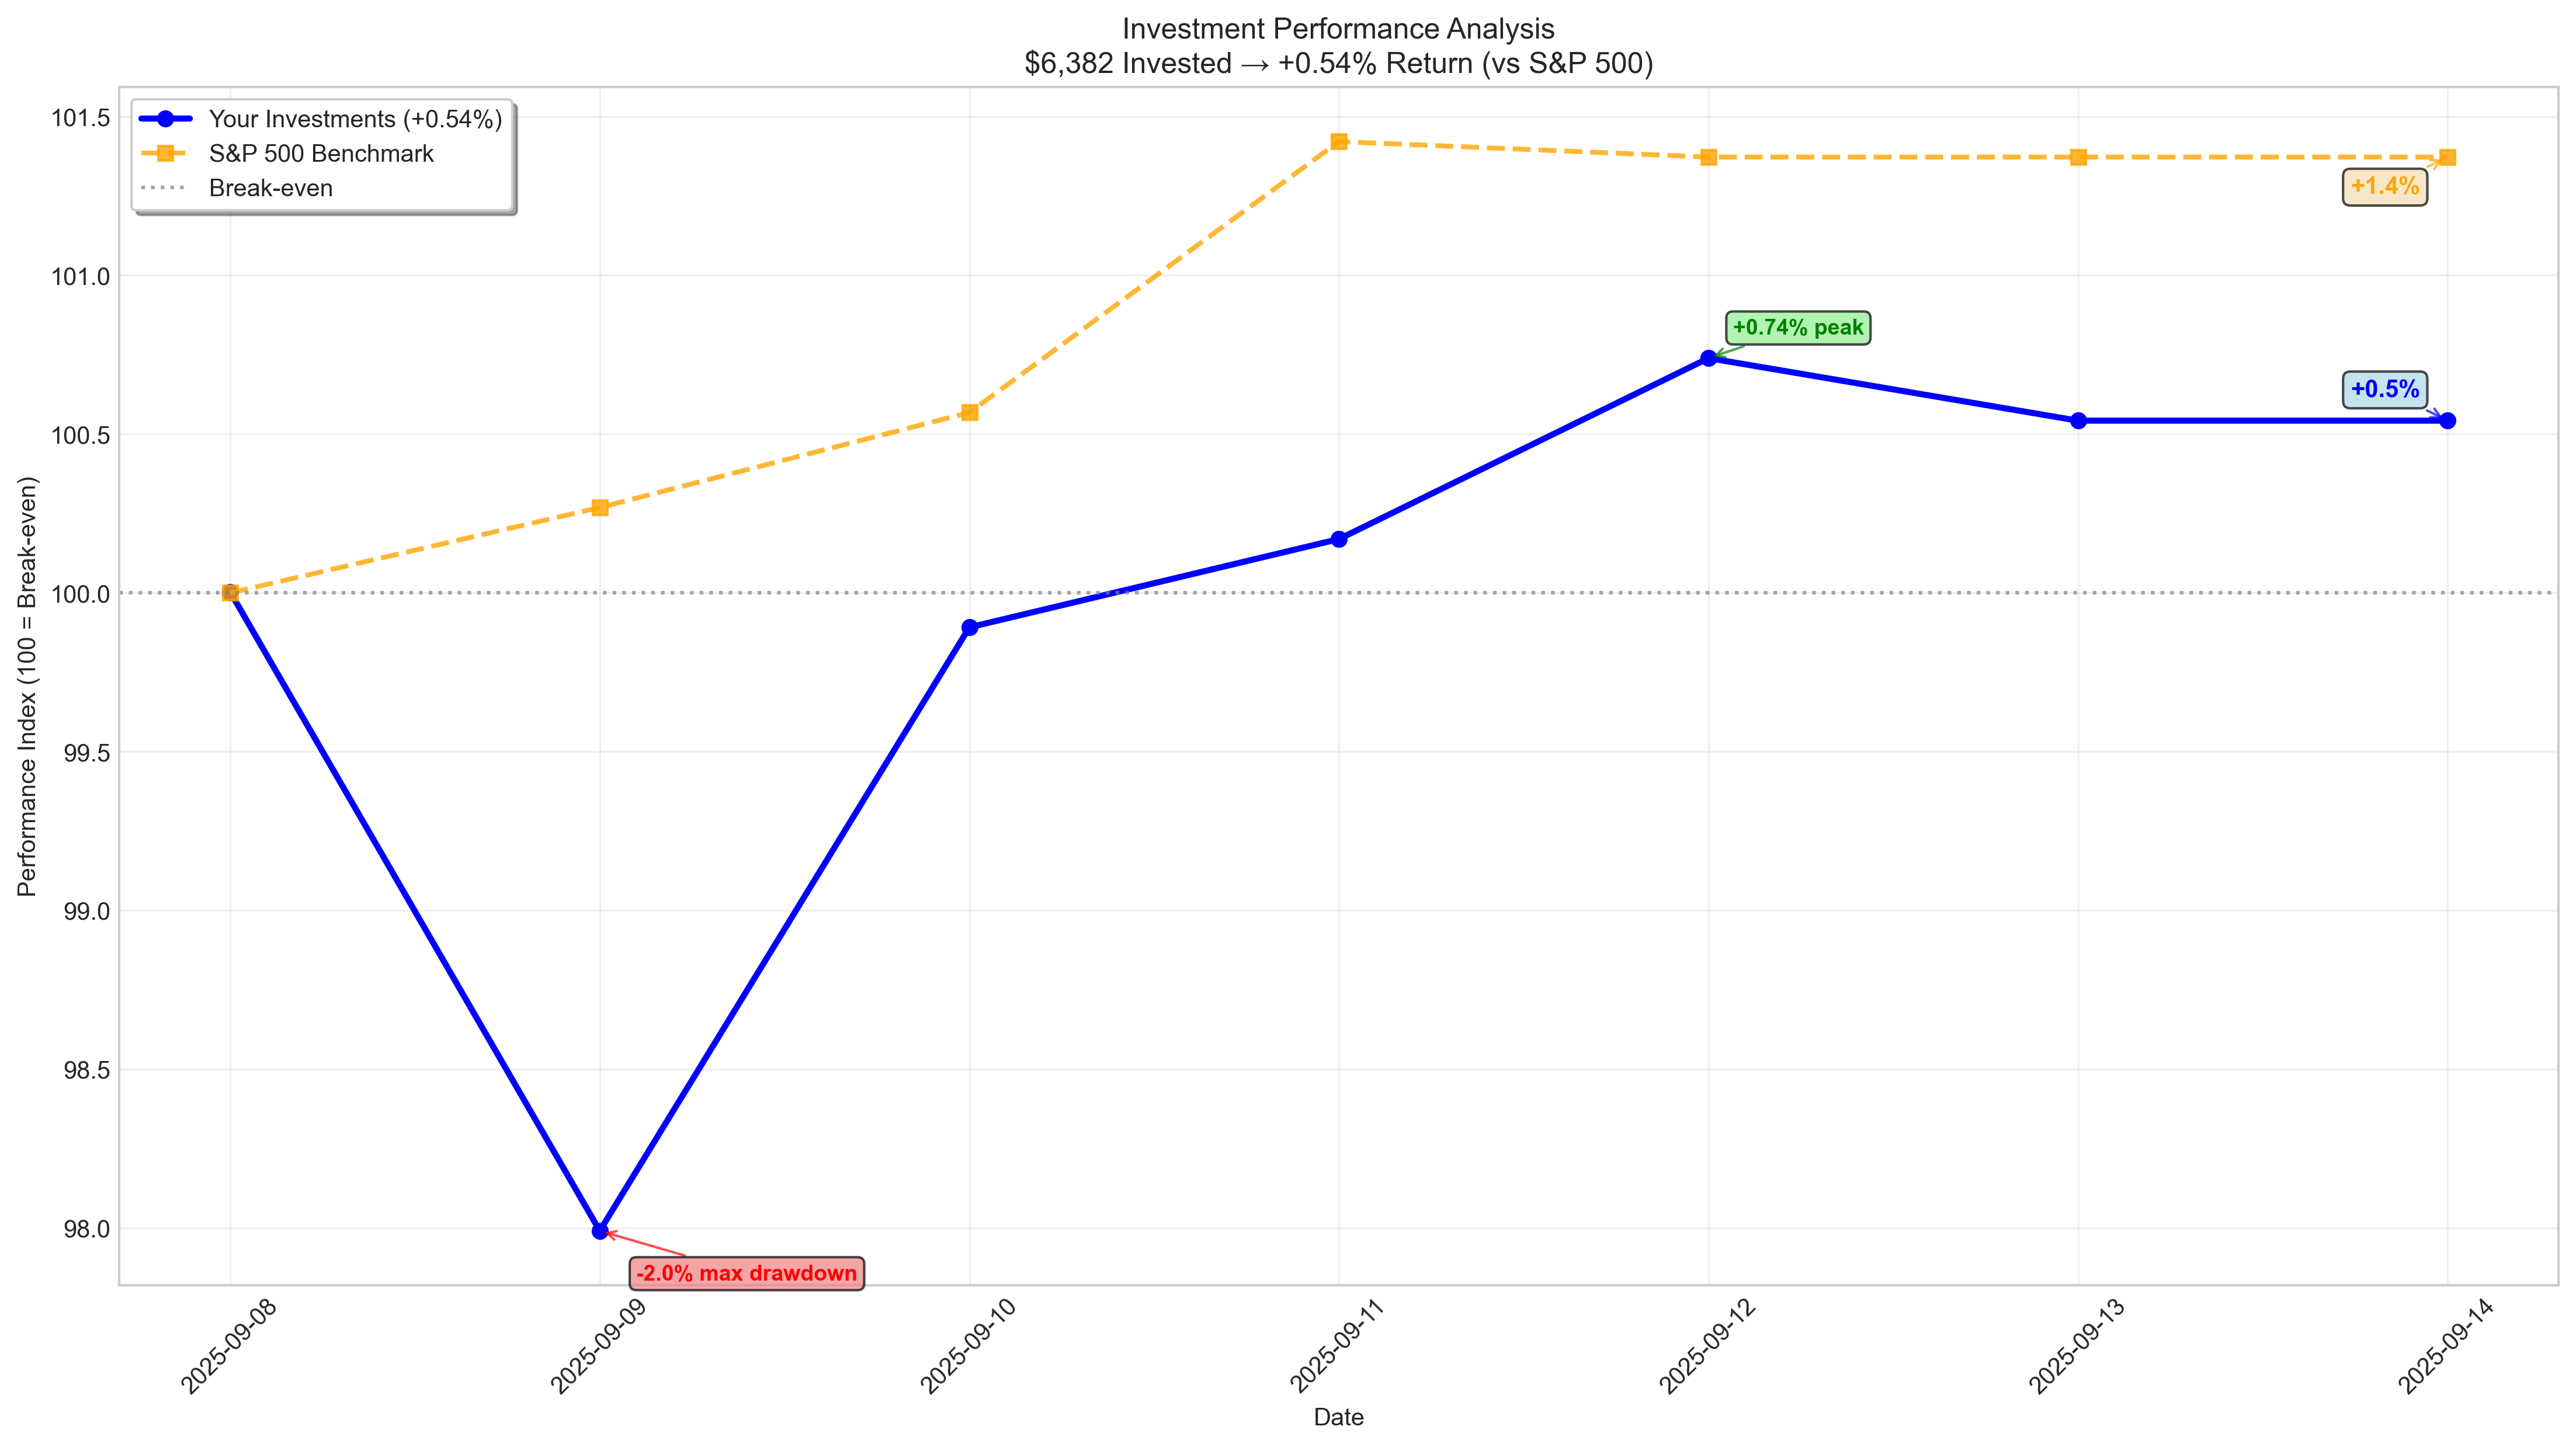 Investment Performance Analysis
$6,382 Invested → +0.54% Return (vs S&P 500)
Your Investments (+0.54%)
S&P 500 Benchmark
Break-even
Performance Index (100 = Break-even)
101.5
101.0
100.5
100.0
99.5
99.0
98.5
98.0
+1.4%
+0.74% peak
+0.5%
-2.0% max drawdown
2025-09-08
2025-09-09
2025-09-10
2025-09-11
2025-09-12
2025-09-13
2025-09-14
Date